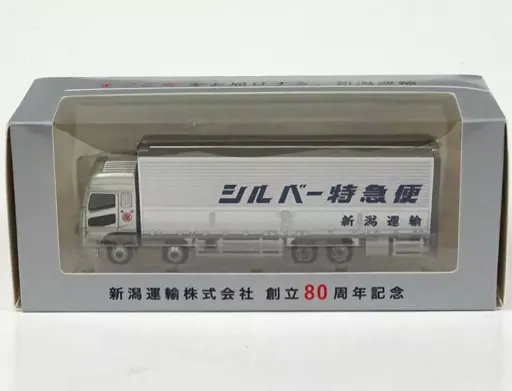 シルバー特急便
新潟運輸
新潟運輸株式会社 創立80周年記念